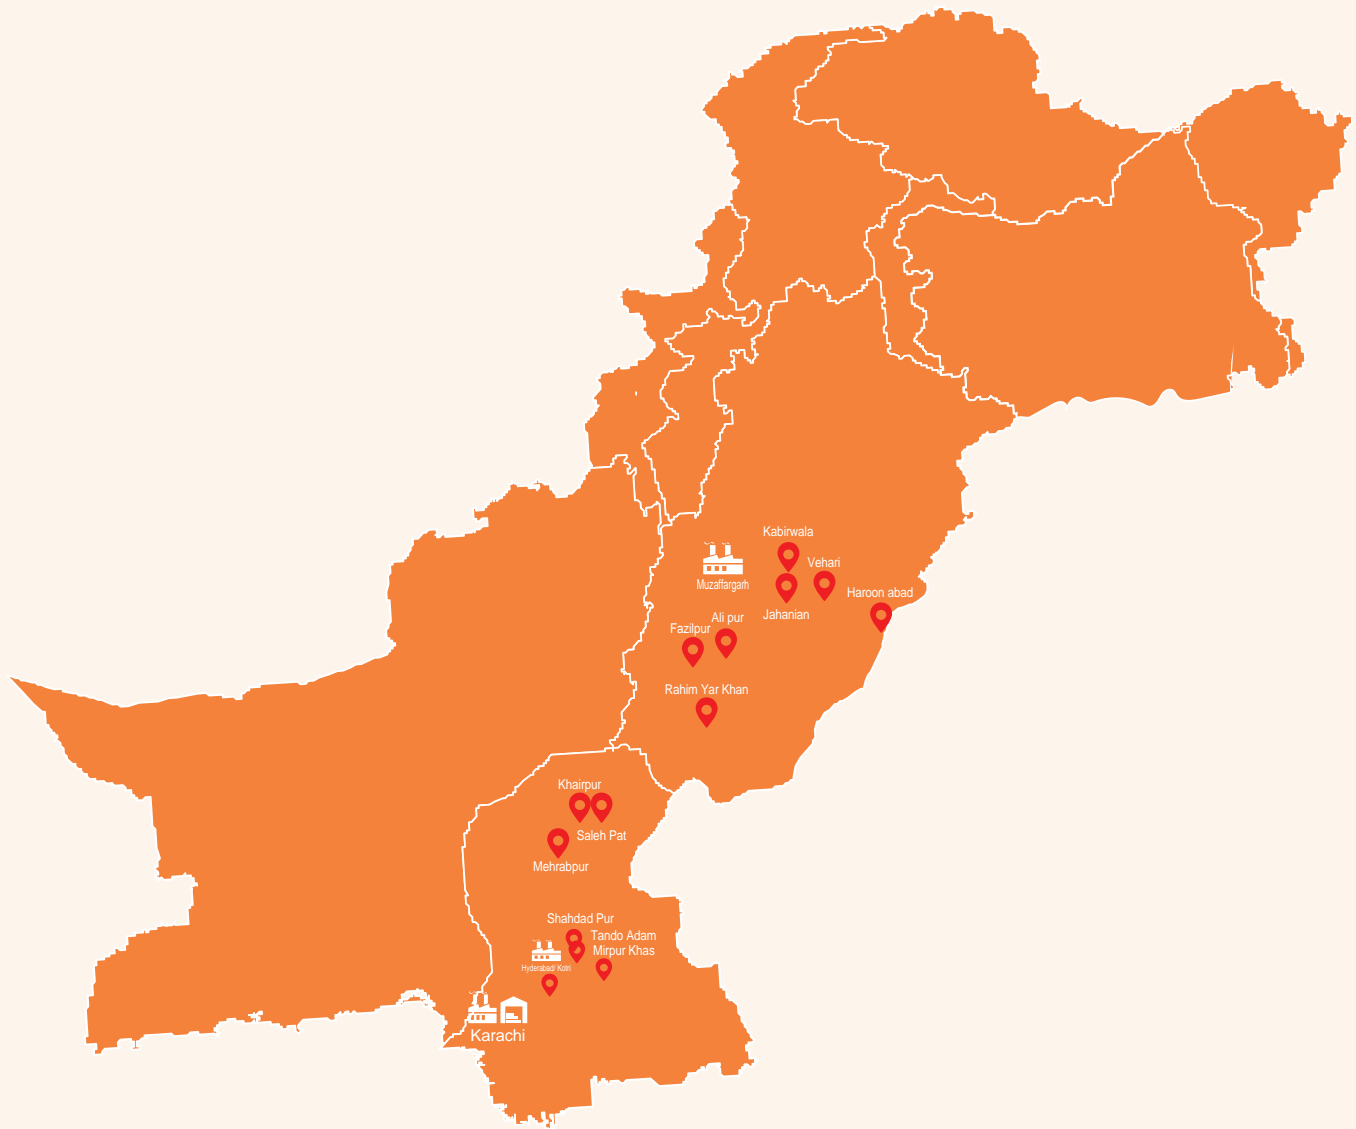 Kabirwala
Vehari
Muzaffargarh
Haroon abad
Jahanian
Ali pur
Fazilpur
Rahim Yar Khan
Khairpur
Saleh Pat
Mehrabpur
Shahdad Pur
Tando Adam
Mirpur Khas
Hyderabad/ Kotri
Karachi